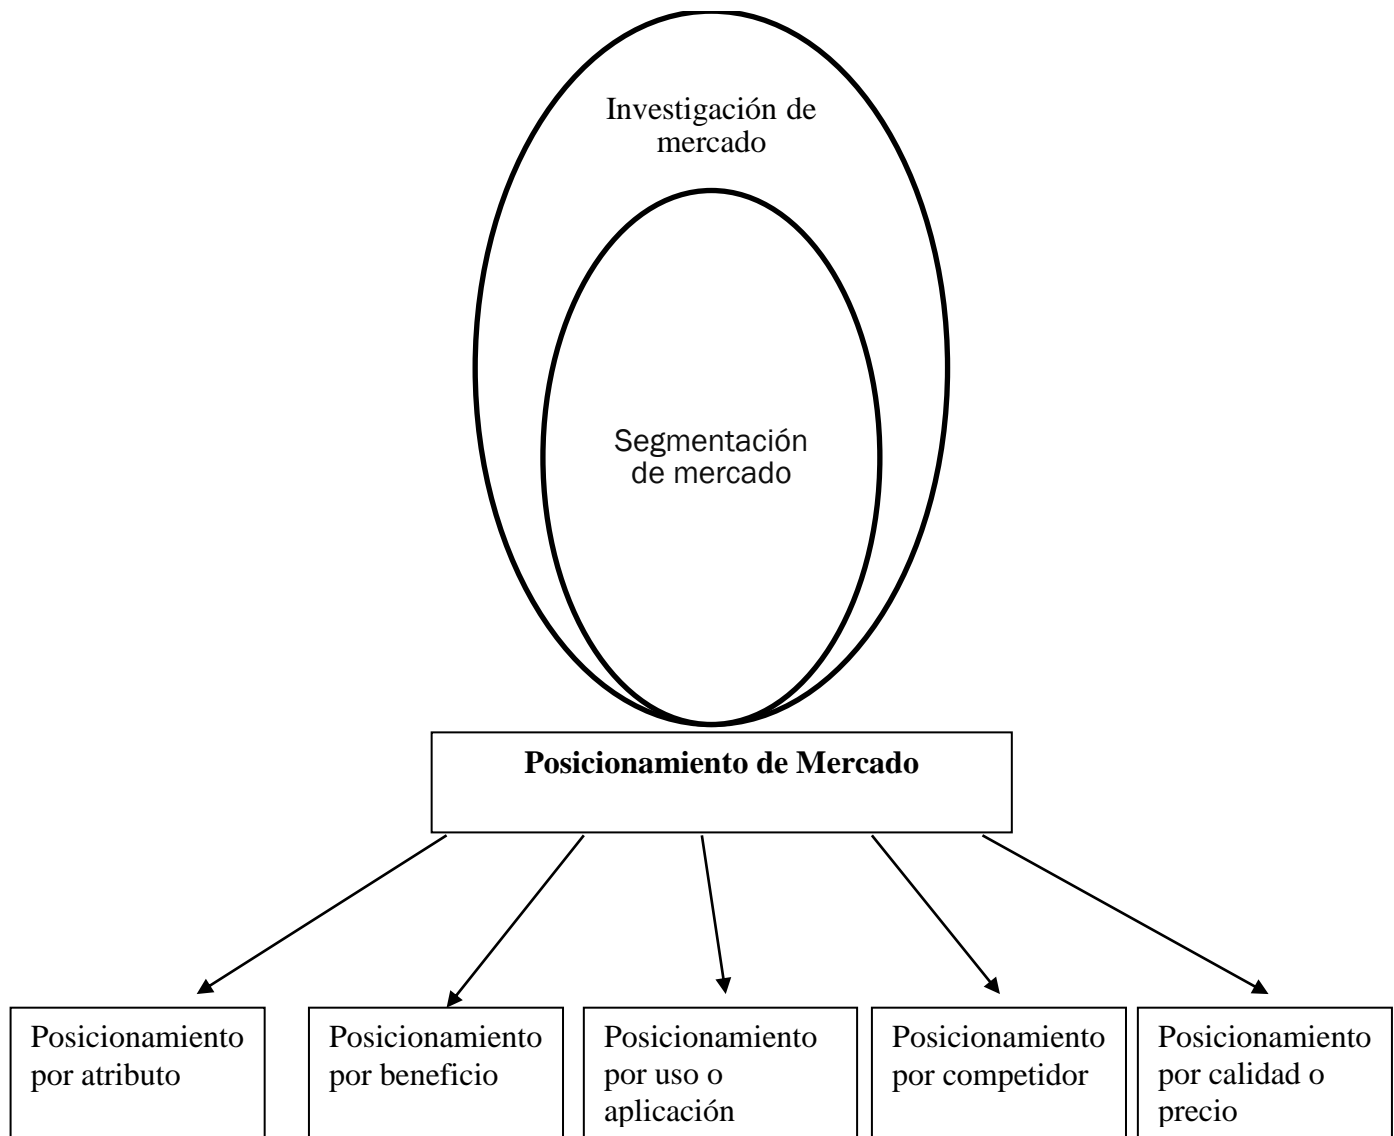 Investigación de
mercado
Segmentación
de mercado
Posicionamiento de Mercado
Posicionamiento
por atributo
Posicionamiento
por beneficio
Posicionamiento
por uso o
aplicación
Posicionamiento
por competidor
Posicionamiento
por calidad o
precio